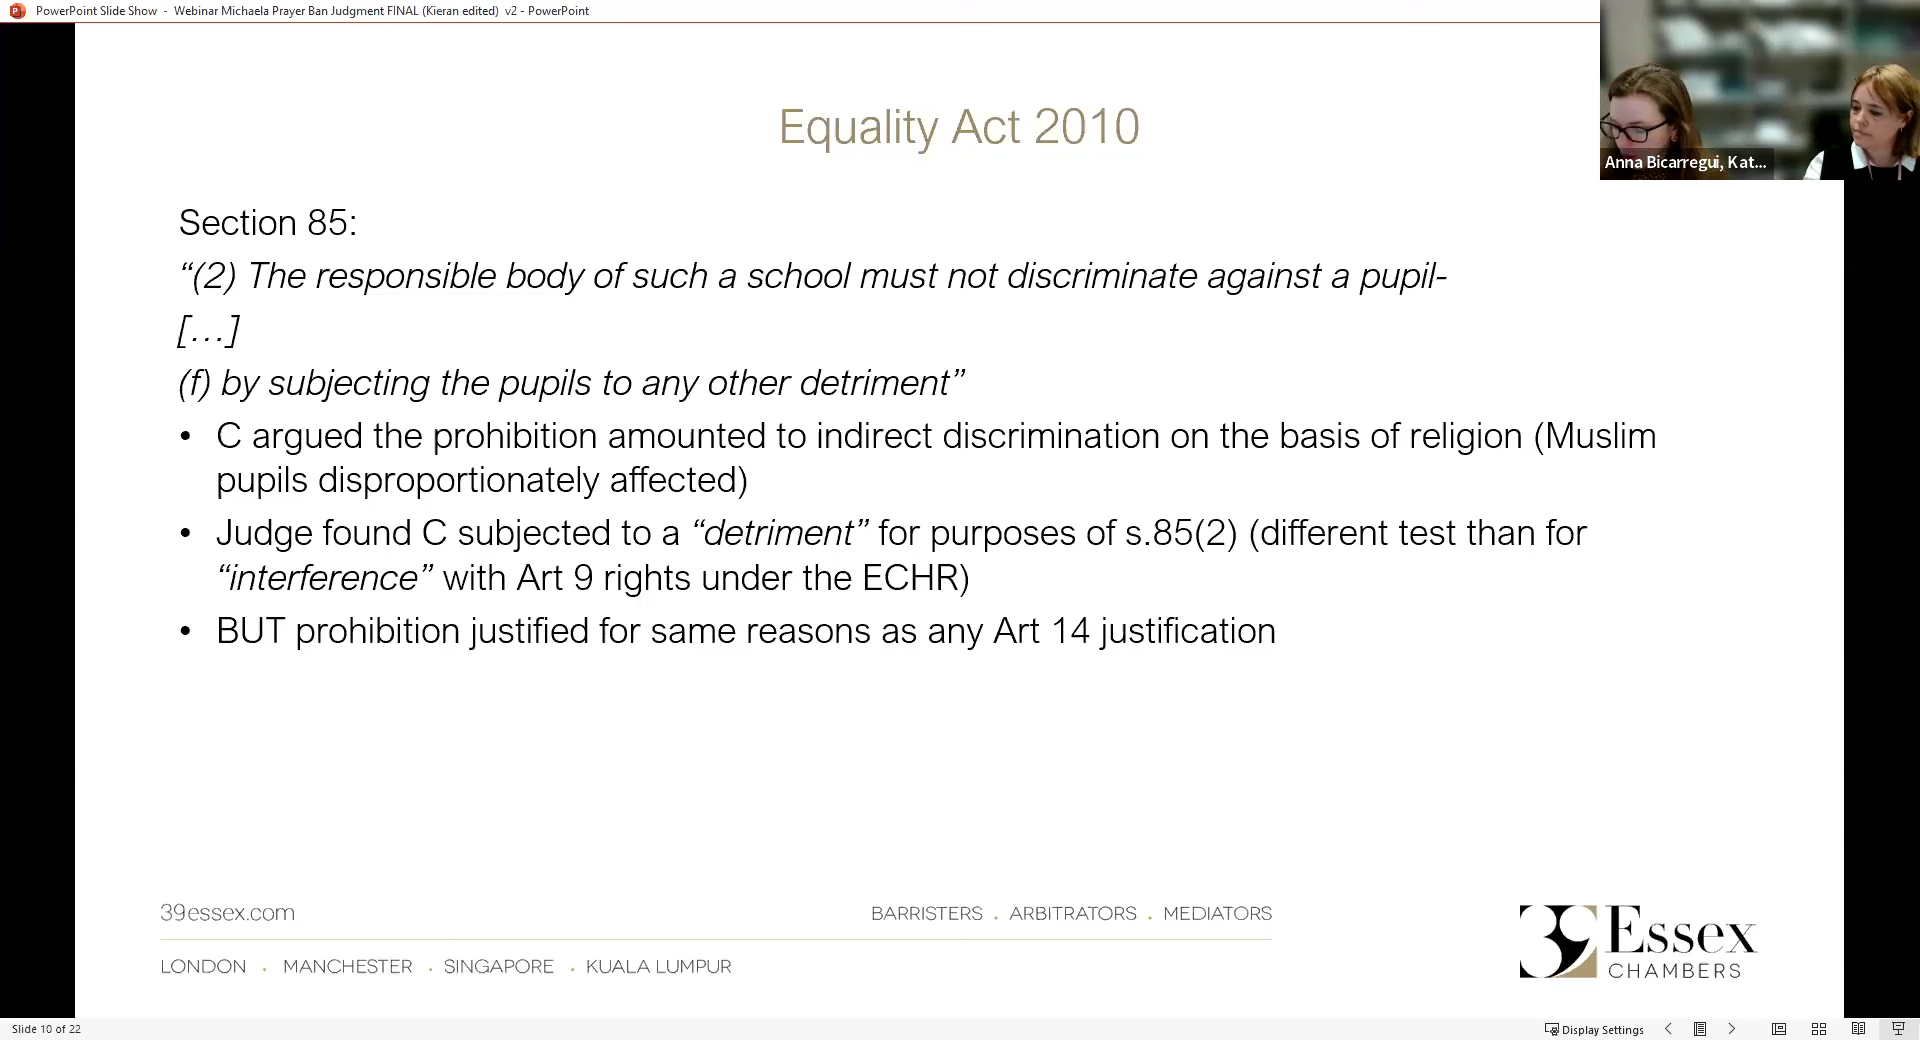 PowerPoint Slide Show - Webinar Michaela Prayer Ban Judgment FINAL (Kieran edited) v2 - PowerPoint
Anna Bicarregui, Kat...
Equality Act 2010
Section 85:
“(2) The responsible body of such a school must not discriminate against a pupil-
[…]
(f) by subjecting the pupils to any other detriment”
• C argued the prohibition amounted to indirect discrimination on the basis of religion (Muslim
pupils disproportionately affected)
• Judge found C subjected to a “detriment” for purposes of s.85(2) (different test than for
“interference” with Art 9 rights under the ECHR)
• BUT prohibition justified for same reasons as any Art 14 justification
39essex.com
BARRISTERS . ARBITRATORS . MEDIATORS
LONDON . MANCHESTER . SINGAPORE . KUALA LUMPUR
39 Essex
CHAMBERS
Slide 10 of 22
Display Settings